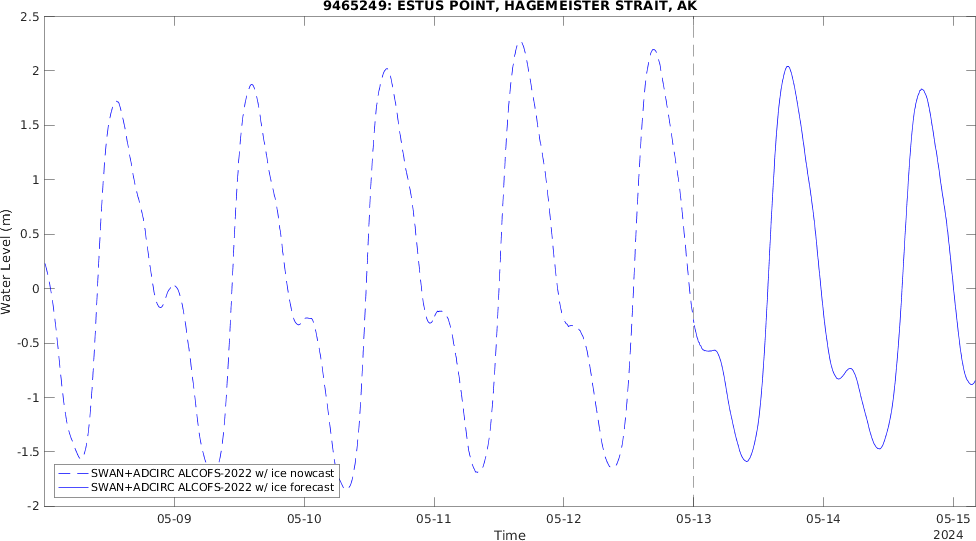 9465249: ESTUS POINT, HAGEMEISTER STRAIT, AK
2.5
2
1.5
1
0.5
0
-0.5
-1
-1.5
-2
Water Level (m)
SWAN+ADCIRC ALCOFS-2022 w/ ice nowcast
SWAN+ADCIRC ALCOFS-2022 w/ ice forecast
05-09 05-10 05-11 05-12 05-13 05-14 05-15
Time 2024